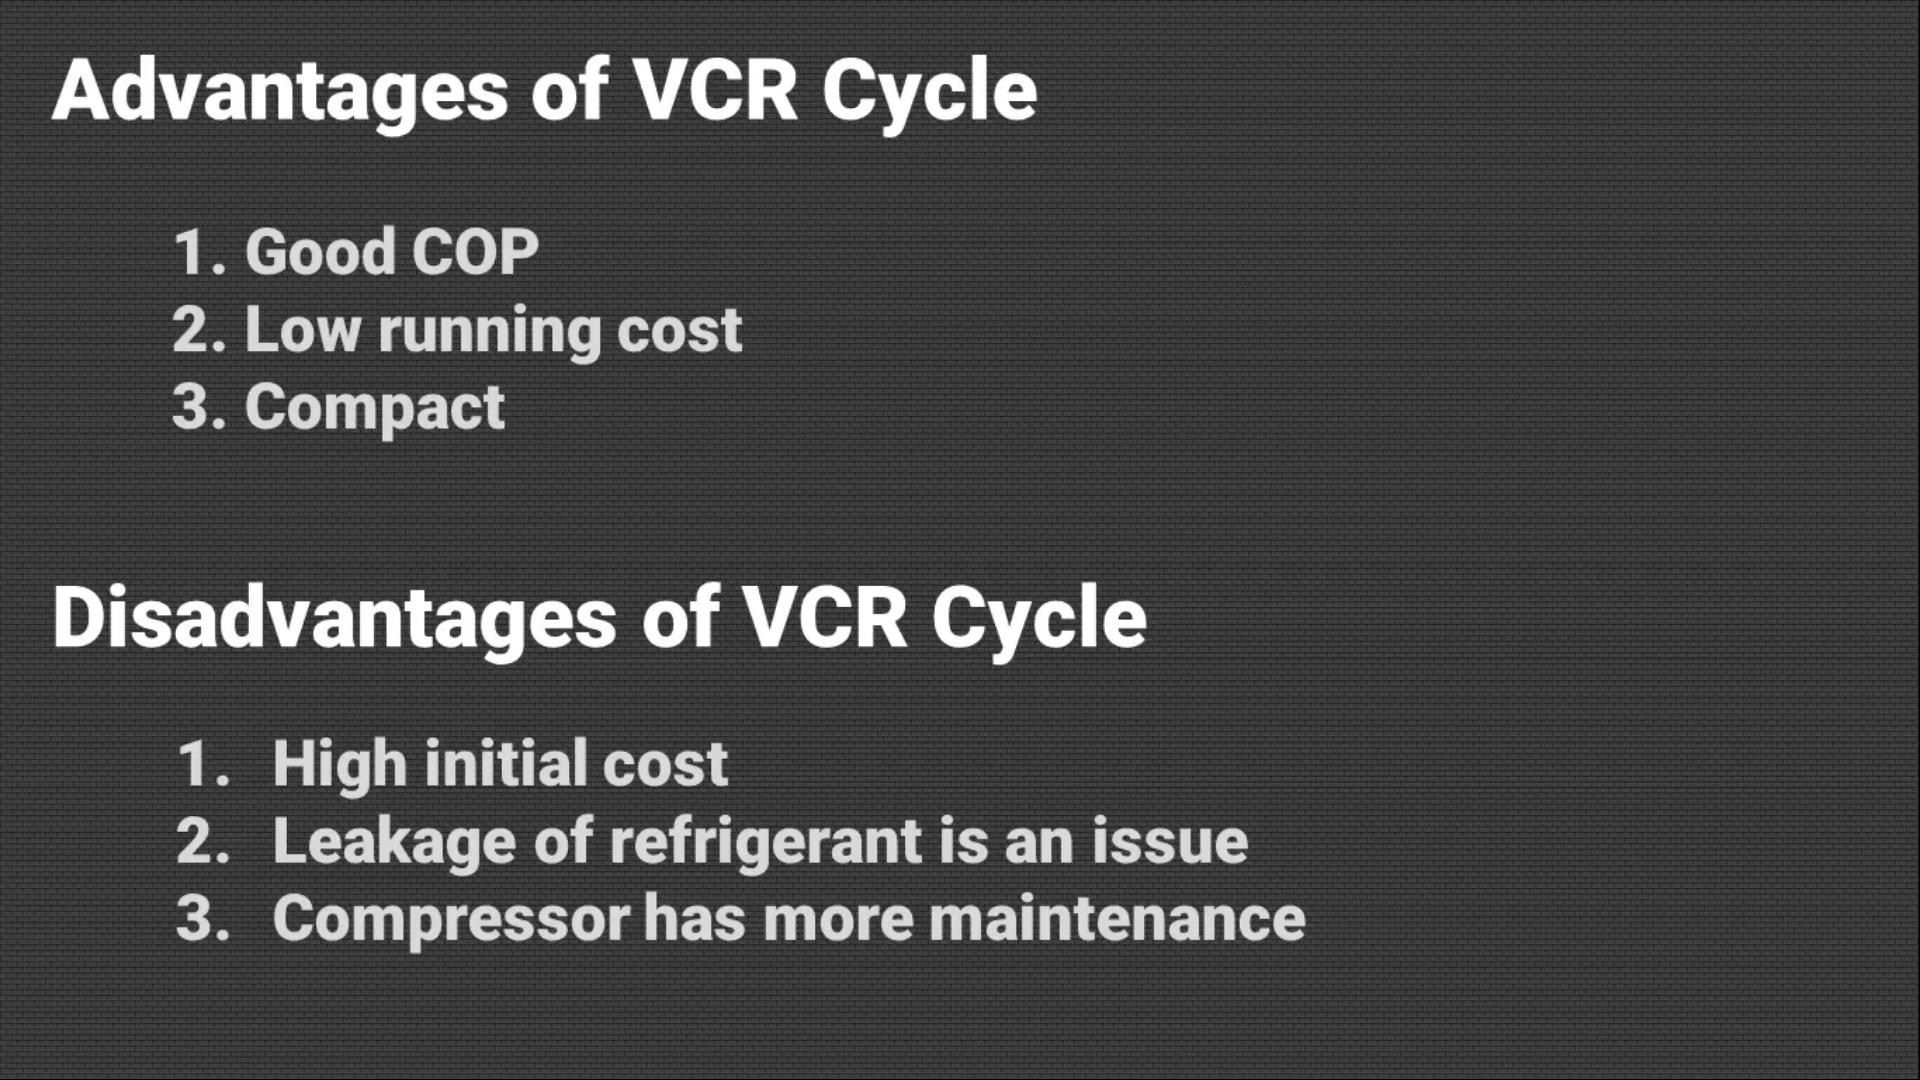 Advantages of VCR Cycle
1. Good COP
2. Low running cost
3. Compact
Disadvantages of VCR Cycle
1. High initial cost
2. Leakage of refrigerant is an issue
3. Compressor has more maintenance